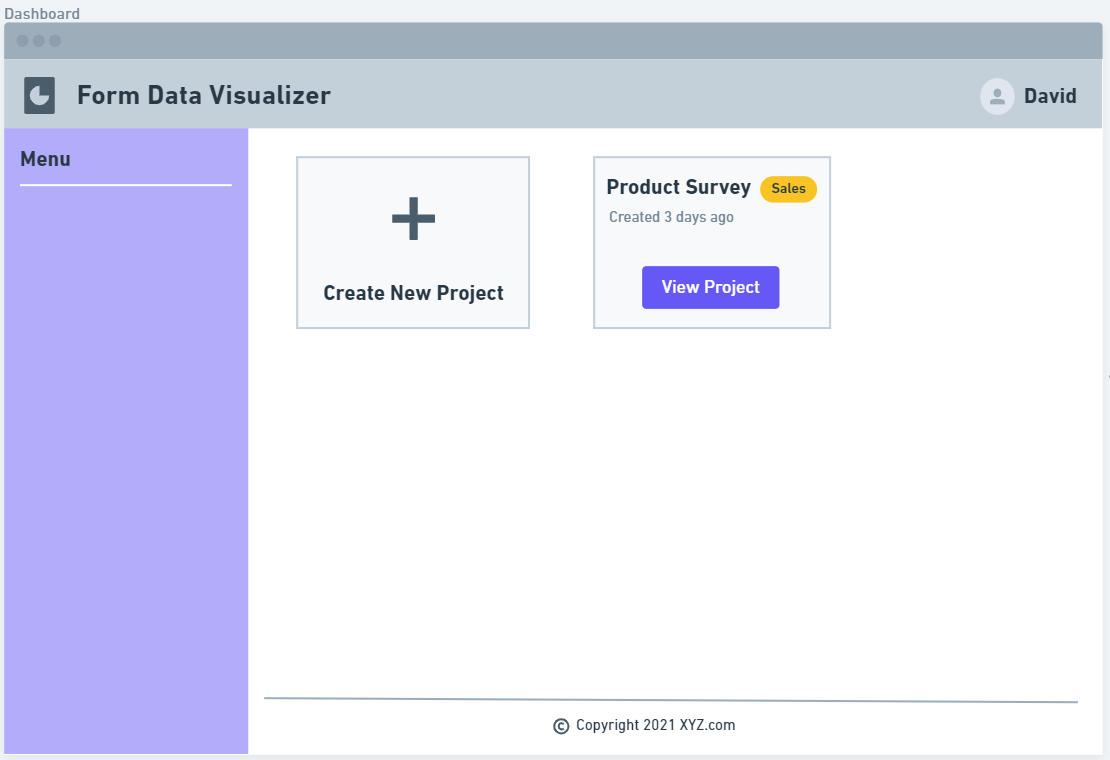 Dashboard
Form Data Visualizer
David
Menu
Create New Project
Product Survey
Sales
Created 3 days ago
View Project
© Copyright 2021 XYZ.com